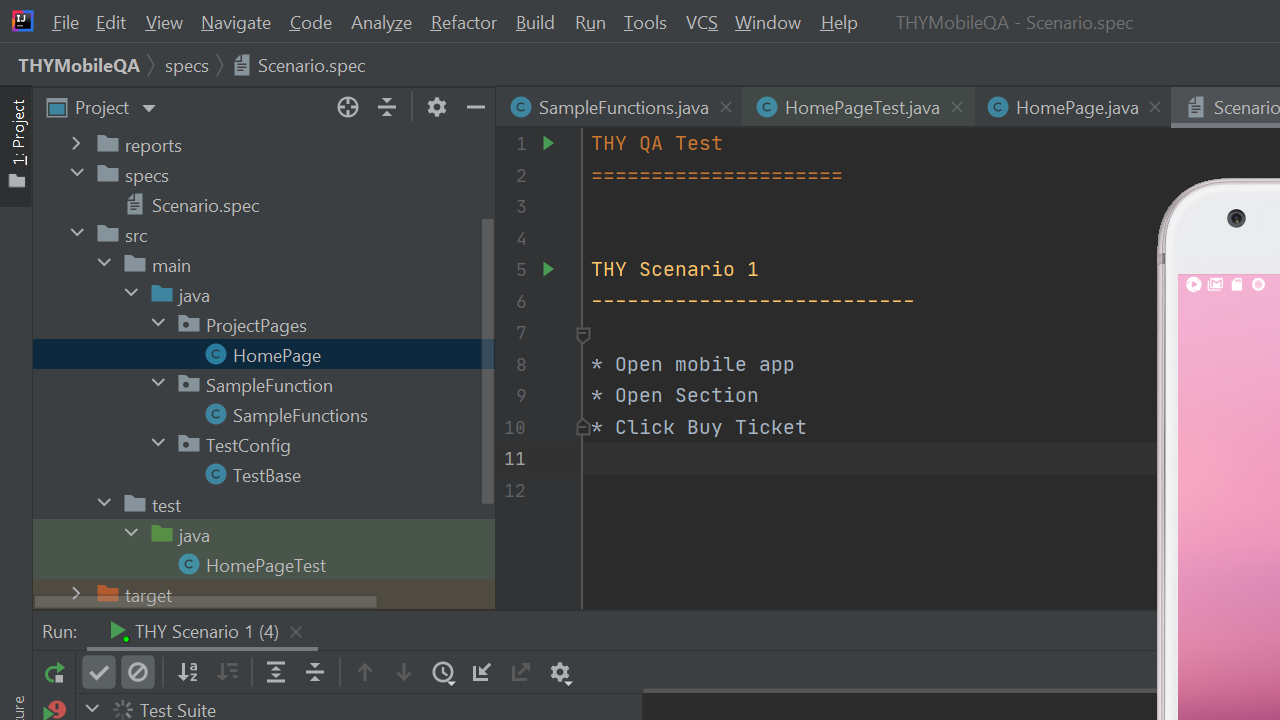 File Edit View Navigate Code Analyze Refactor Build Run Tools VCS Window Help THYMobileQA - Scenario.spec
THYMobileQA specs Scenario.spec
1: Project
Project
SampleFunctions.java HomePageTest.java HomePage.java Scenario
reports
specs
Scenario.spec
src
main
java
ProjectPages
HomePage
SampleFunction
SampleFunctions
TestConfig
TestBase
test
java
HomePageTest
target
1 THY QA Test
2 =====================
3
4
5 THY Scenario 1
6 ---------------------------
7
8 * Open mobile app
9 * Open Section
10 * Click Buy Ticket
11
12
Run: THY Scenario 1 (4)
Test Suite